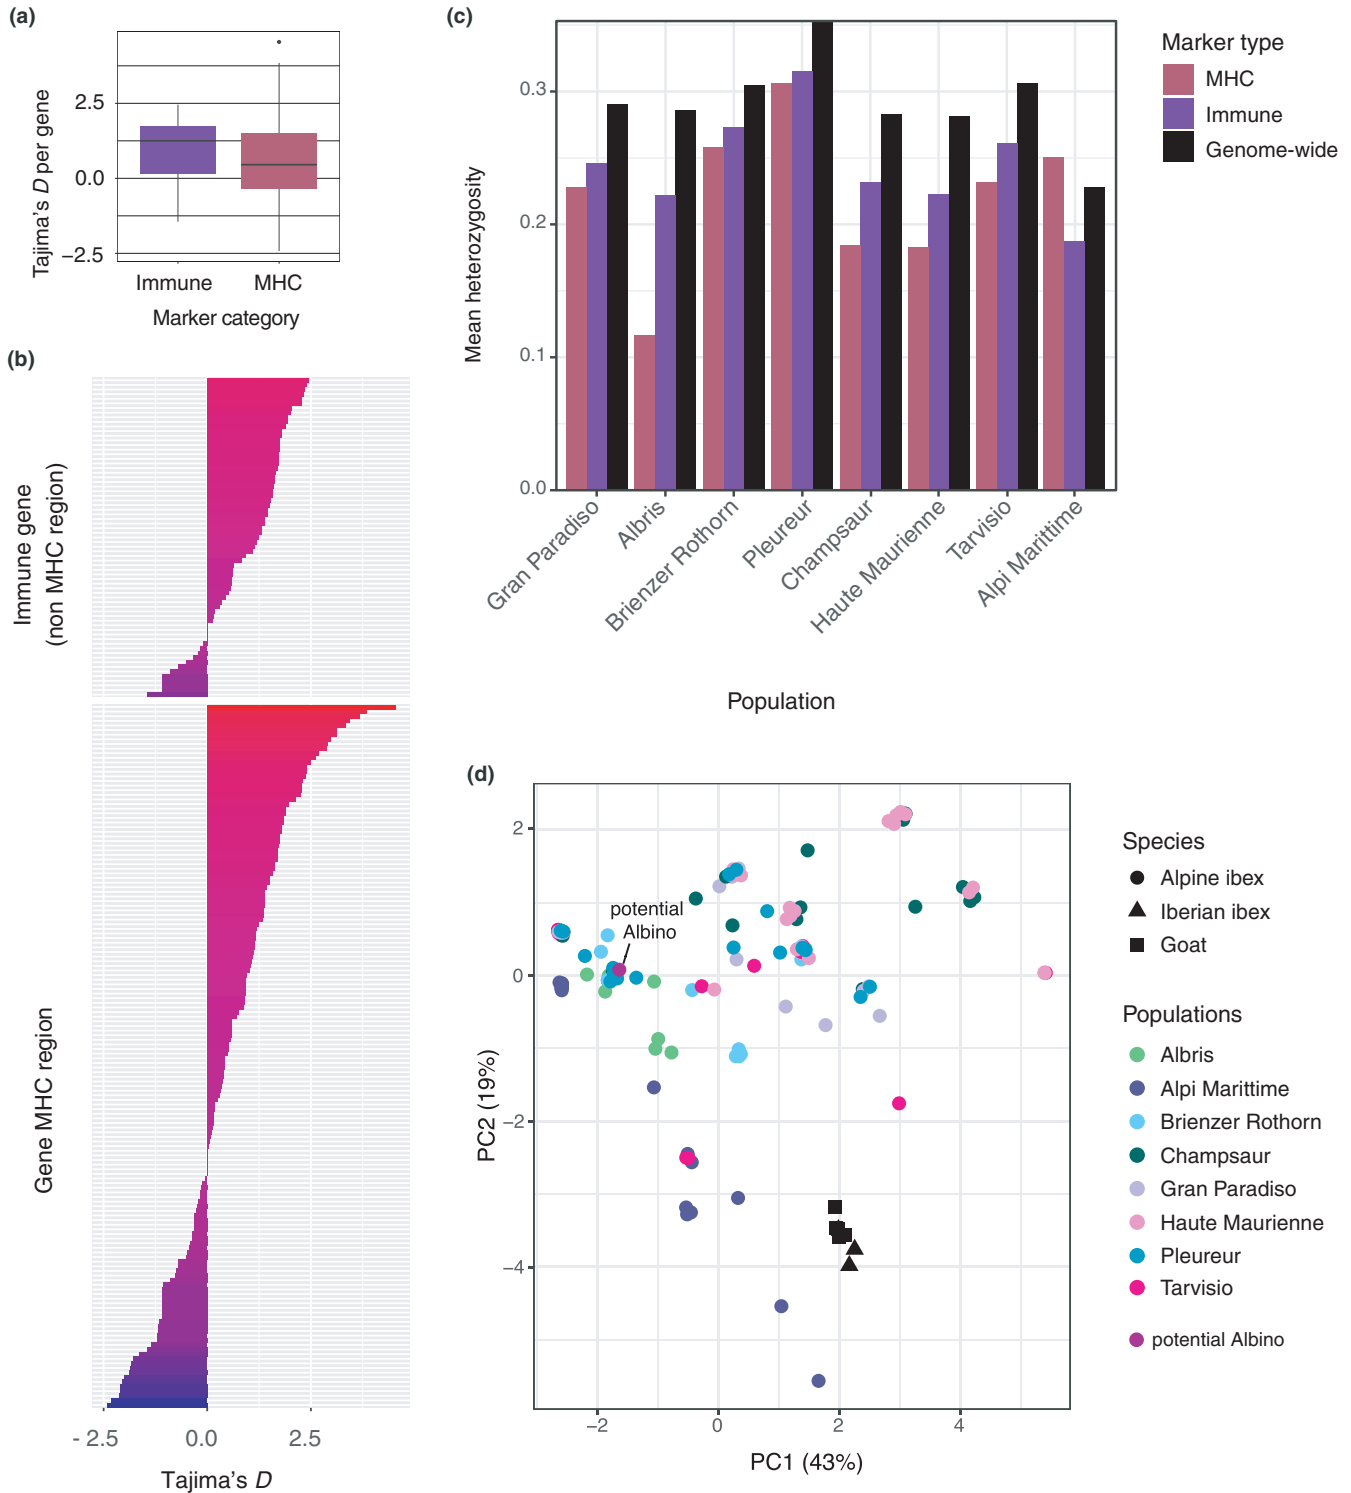 (a)
Tajima's D per gene
2.5
0.0
−2.5
Immune
MHC
Marker category
(b)
Immune gene
(non MHC region)
Gene MHC region
- 2.5
0.0
2.5
Tajima's D
(c)
Mean heterozygosity
0.3
0.2
0.1
0.0
Gran Paradiso
Albris
Brienzer Rothorn
Pleureur
Champsaur
Haute Maurienne
Tarvisio
Alpi Marittime
Population
Marker type
MHC
Immune
Genome-wide
(d)
PC2 (19%)
2
0
−2
−4
potential
Albino
−2
0
2
4
PC1 (43%)
Species
Alpine ibex
Iberian ibex
Goat
Populations
Albris
Alpi Marittime
Brienzer Rothorn
Champsaur
Gran Paradiso
Haute Maurienne
Pleureur
Tarvisio
potential Albino